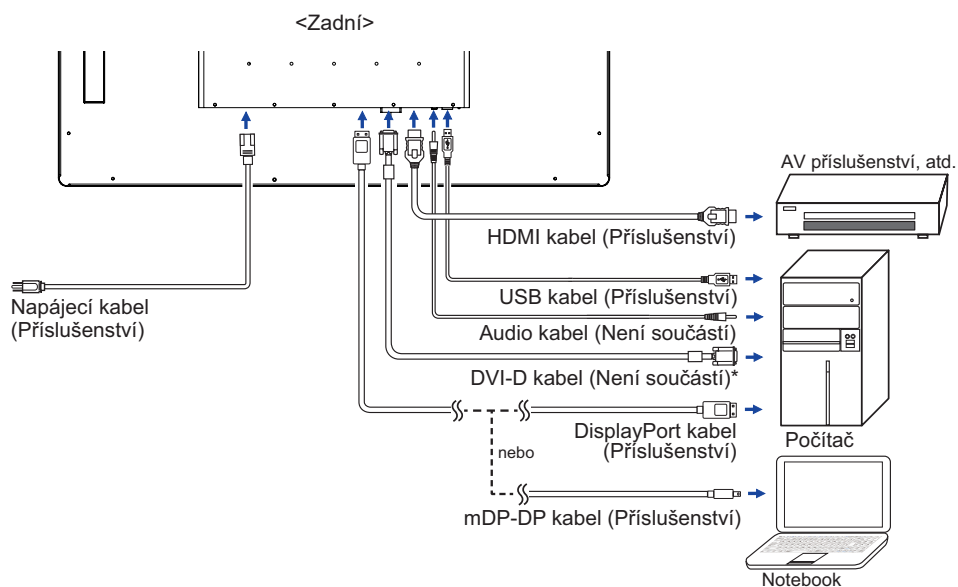 <Zadní>
AV příslušenství, atd.
HDMI kabel (Příslušenství)
USB kabel (Příslušenství)
Napájecí kabel
(Příslušenství)
Audio kabel (Není součástí)
DVI-D kabel (Není součástí)*
DisplayPort kabel
(Příslušenství)
Počítač
nebo
mDP-DP kabel (Příslušenství)
Notebook